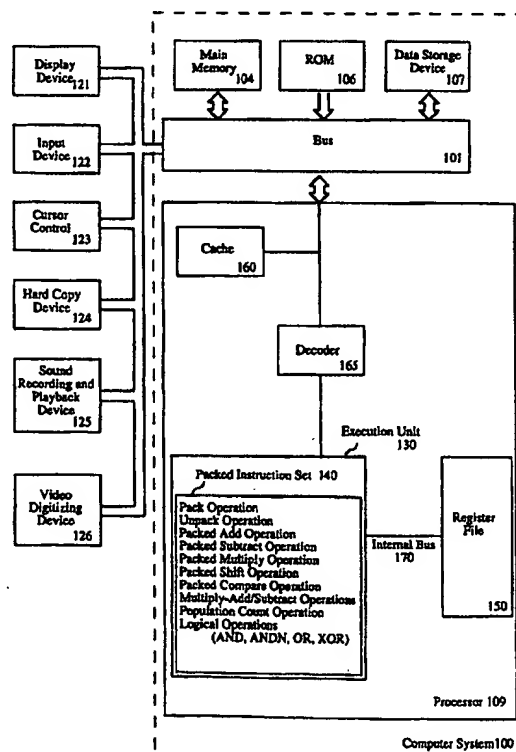 Display
Device
121
Input
Device
122
Cursor
Control
123
Hard Copy
Device
124
Sound
Recording and
Playback
Device
125
Video
Digitizing
Device
126
Main
Memory
104
ROM
106
Data Storage
Device
107
Bus
101
Cache
160
Decoder
165
Execution Unit
130
Packed Instruction Set 140
Pack Operation
Unpack Operation
Packed Add Operation
Packed Subtract Operation
Packed Multiply Operation
Packed Shift Operation
Packed Compare Operation
Multiply-Add/Subtract Operations
Population Count Operation
Logical Operations
(AND, ANDN, OR, XOR)
Internal Bus
170
Register
File
150
Processor 109
Computer System100